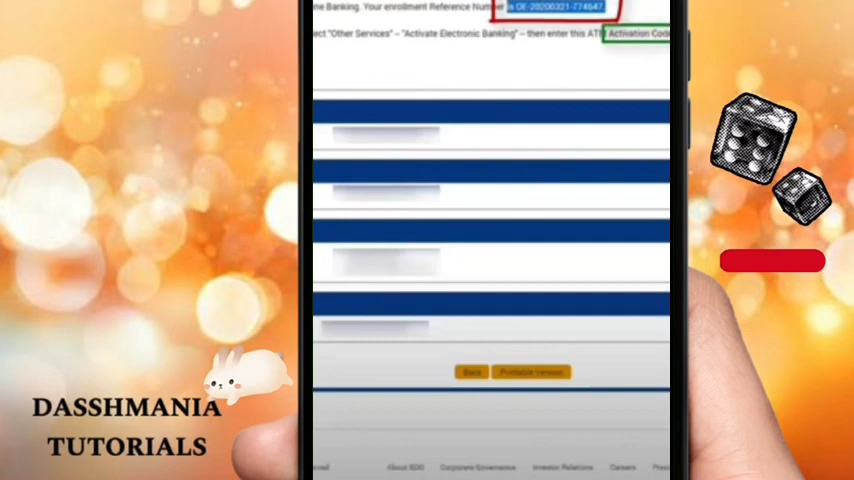 ne Banking. Your enrollment Reference Number is OE-20200321-774647.
ect "Other Services" – "Activate Electronic Banking" – then enter this ATM Activation Code
Back Printable Version
About BDO Corporate Governance Investor Relations Careers
DASSHMANIA
TUTORIALS